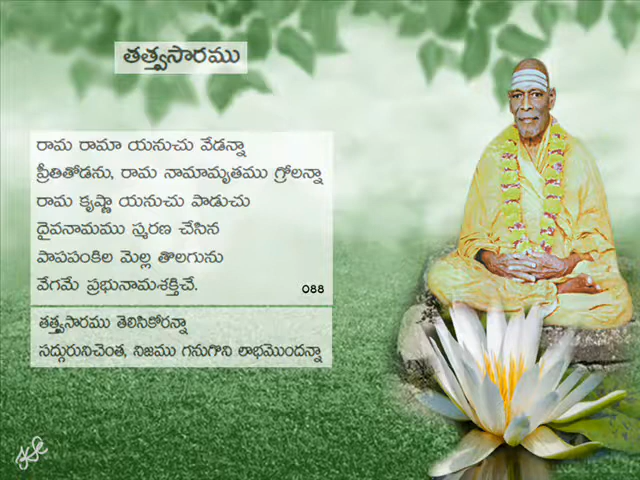 తత్త్వసారము
రామ రామా యనుచు వేడన్నా
ప్రీతితోడను, రామ నామామృతము గ్రోలన్నా
రామ కృష్ణా యనుచు పాడుచు
దైవనామము స్మరణ చేసిన
పాపపంకిల మెల్ల తొలగును
వేగమే ప్రభునామశక్తిచే.
088
తత్త్వసారము తెలిసికోరన్నా
సద్గురునిచెంత, నిజము గనుగొని లాభమొందన్నా